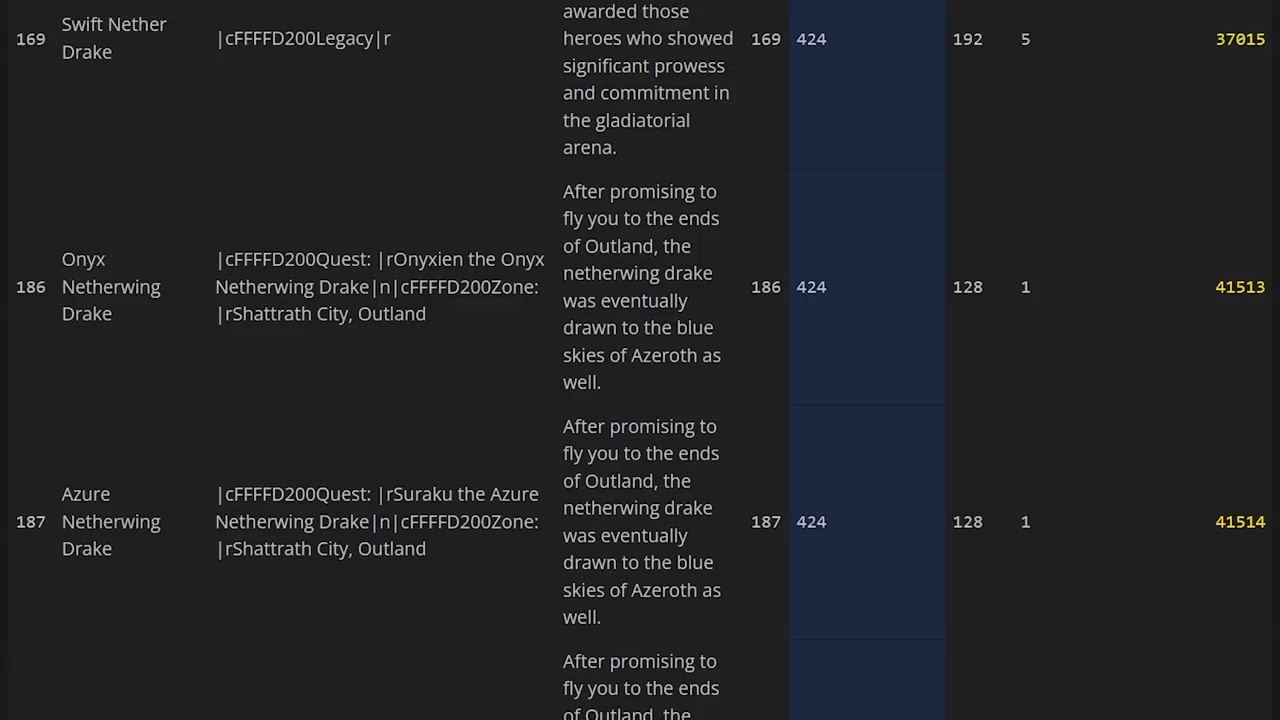 169
Swift Nether
Drake
|cFFFFD200Legacy|r
awarded those
heroes who showed
significant prowess
and commitment in
the gladiatorial
arena.
169
424
192
5
37015
186
Onyx
Netherwing
Drake
|cFFFFD200Quest: |rOnyxien the Onyx
Netherwing Drake|n|cFFFFD200Zone:
|rShattrath City, Outland
After promising to
fly you to the ends
of Outland, the
netherwing drake
was eventually
drawn to the blue
skies of Azeroth as
well.
186
424
128
1
41513
187
Azure
Netherwing
Drake
|cFFFFD200Quest: |rSuraku the Azure
Netherwing Drake|n|cFFFFD200Zone:
|rShattrath City, Outland
After promising to
fly you to the ends
of Outland, the
netherwing drake
was eventually
drawn to the blue
skies of Azeroth as
well.
187
424
128
1
41514
After promising to
fly you to the ends
of Outland, the